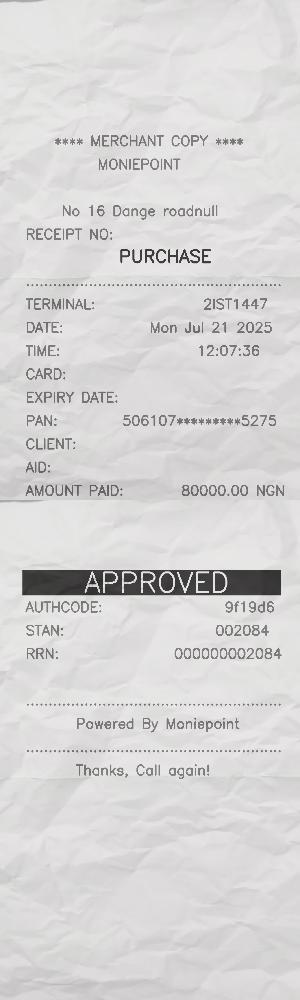 **** MERCHANT COPY ****
MONIEPOINT
No 16 Dange roadnull
RECEIPT NO:
PURCHASE
TERMINAL: 2IST1447
DATE: Mon Jul 21 2025
TIME: 12:07:36
CARD:
EXPIRY DATE:
PAN: 506107*********5275
CLIENT:
AID:
AMOUNT PAID: 80000.00 NGN
APPROVED
AUTHCODE: 9f19d6
STAN: 002084
RRN: 000000002084
Powered By Moniepoint
Thanks, Call again!